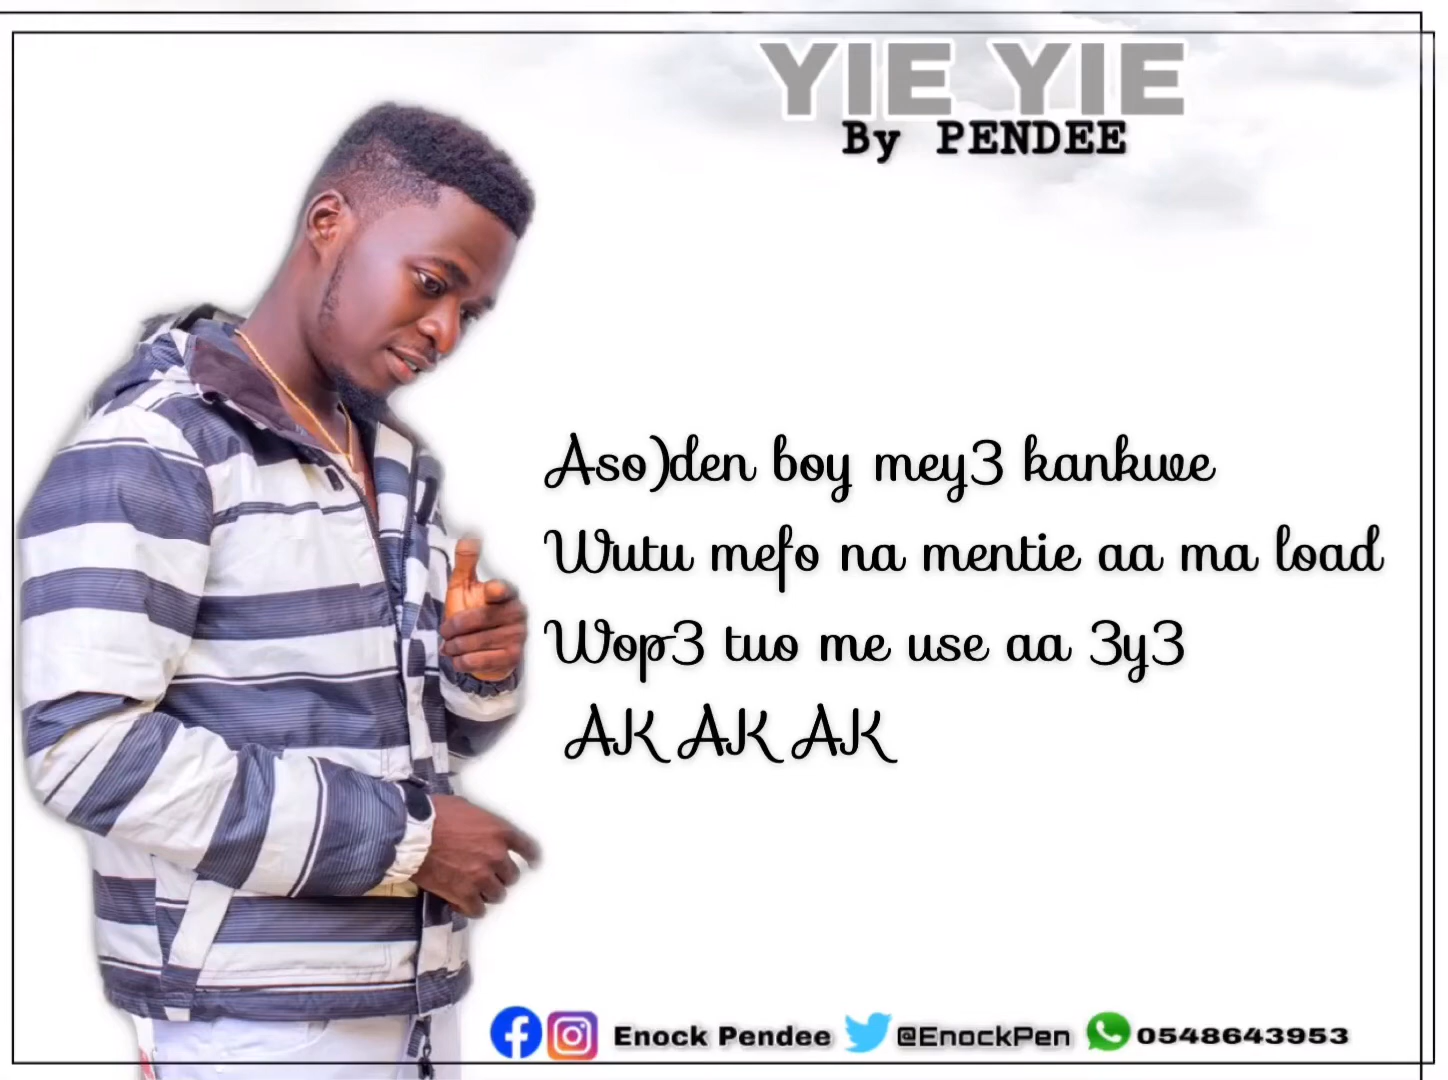 YIE YIE
By PENDEE
Aso)den boy mey3 kankwe
Wutu mefo na mentie aa ma load
Wop3 tuo me use aa 3y3
AK AK AK
Enock Pendee @EnockPen 0548643953